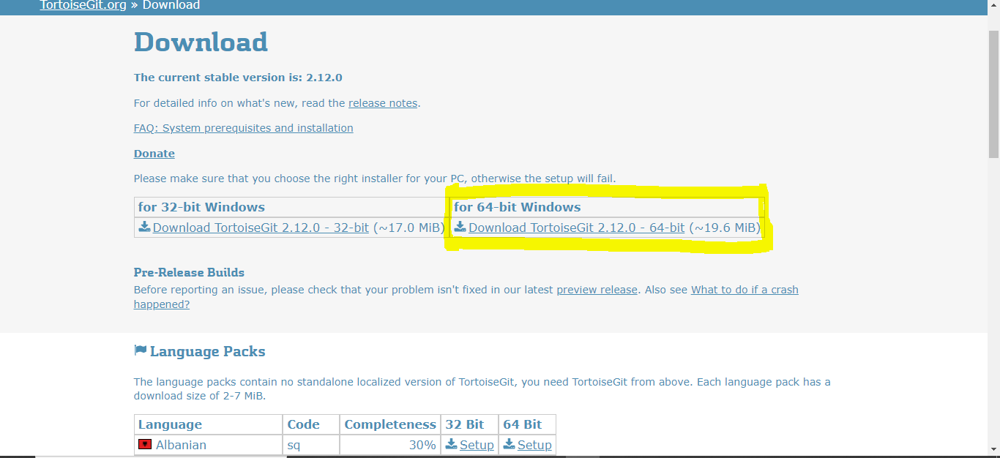 TortoiseGit.org » Download
Download
The current stable version is: 2.12.0
For detailed info on what's new, read the release notes.
FAQ: System prerequisites and installation
Donate
Please make sure that you choose the right installer for your PC, otherwise the setup will fail.
for 32-bit Windows for 64-bit Windows
Download TortoiseGit 2.12.0 - 32-bit (~17.0 MiB) Download TortoiseGit 2.12.0 - 64-bit (~19.6 MiB)
Pre-Release Builds
Before reporting an issue, please check that your problem isn't fixed in our latest preview release. Also see What to do if a crash
happened?
Language Packs
The language packs contain no standalone localized version of TortoiseGit, you need TortoiseGit from above. Each language pack has a
download size of 2-7 MiB.
Language Code Completeness 32 Bit 64 Bit
Albanian sq 30% Setup Setup